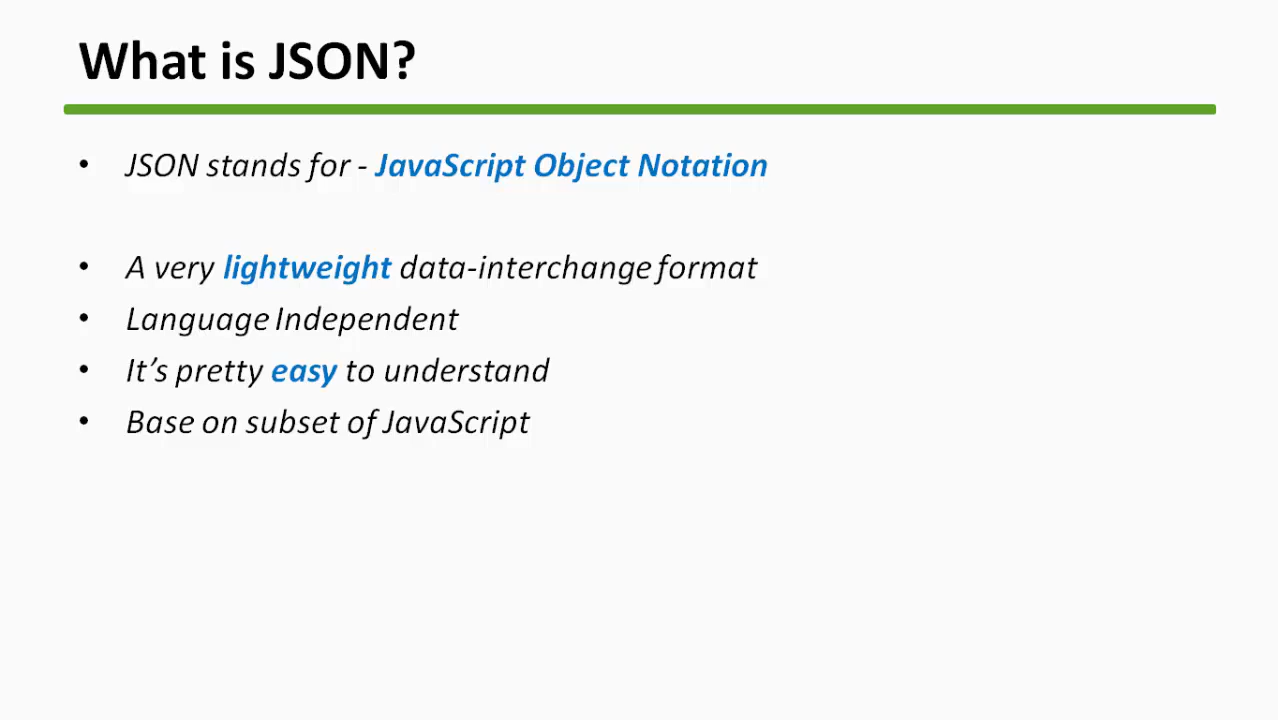 What is JSON?
• JSON stands for - JavaScript Object Notation
• A very lightweight data-interchange format
• Language Independent
• It’s pretty easy to understand
• Base on subset of JavaScript